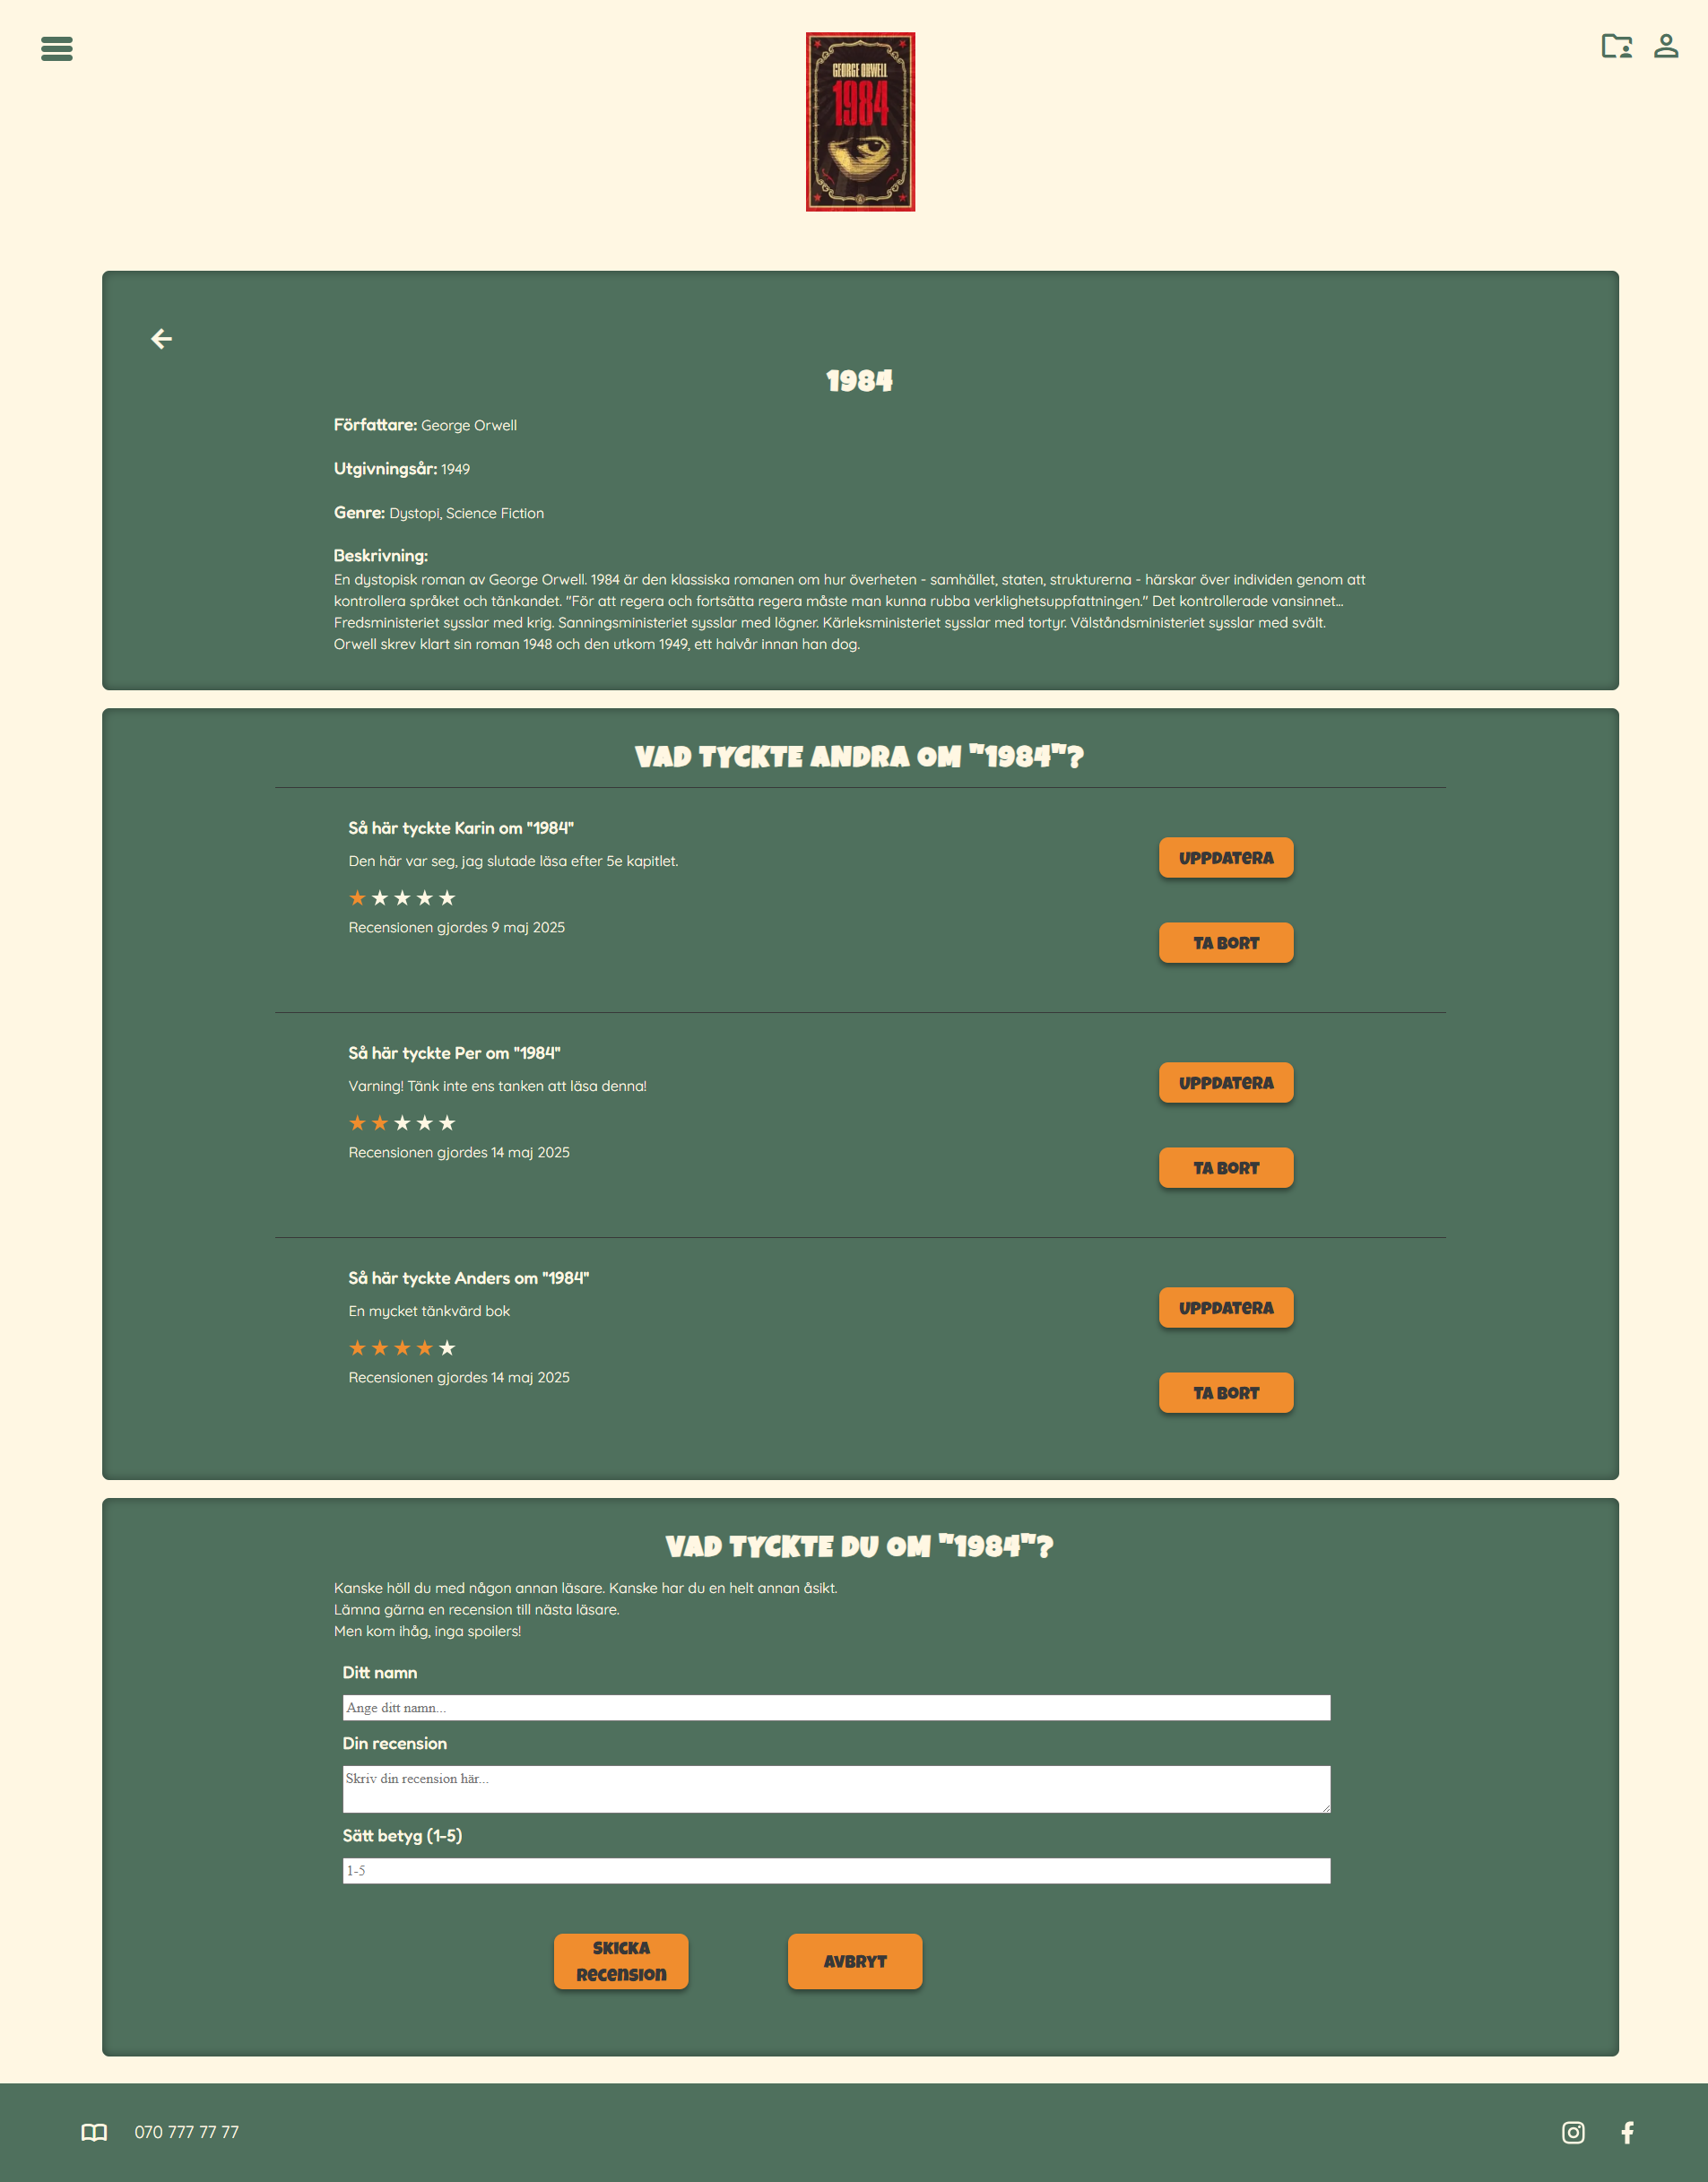 GEORGE ORWELL
1984
1984
Författare: George Orwell
Utgivningsår: 1949
Genre: Dystopi, Science Fiction
Beskrivning:
En dystopisk roman av George Orwell. 1984 är den klassiska romanen om hur överheten - samhället, staten, strukturerna - härskar över individen genom att
kontrollera språket och tänkandet. "För att regera och fortsätta regera måste man kunna rubba verklighetsuppfattningen." Det kontrollerade vansinnet...
Fredsministeriet sysslar med krig. Sanningsministeriet sysslar med lögner. Kärleksministeriet sysslar med tortyr. Välståndsministeriet sysslar med svält.
Orwell skrev klart sin roman 1948 och den utkom 1949, ett halvår innan han dog.
VAD TYCKTE ANDRA OM "1984"?
Så här tyckte Karin om "1984"
Den här var seg, jag slutade läsa efter 5e kapitlet.
Recensionen gjordes 9 maj 2025
UPPDATERA
TA BORT
Så här tyckte Per om "1984"
Varning! Tänk inte ens tanken att läsa denna!
Recensionen gjordes 14 maj 2025
UPPDATERA
TA BORT
Så här tyckte Anders om "1984"
En mycket tänkvärd bok
Recensionen gjordes 14 maj 2025
UPPDATERA
TA BORT
VAD TYCKTE DU OM "1984"?
Kanske höll du med någon annan läsare. Kanske har du en helt annan åsikt.
Lämna gärna en recension till nästa läsare.
Men kom ihåg, inga spoilers!
Ditt namn
Ange ditt namn...
Din recension
Skriv din recension här...
Sätt betyg (1-5)
1-5
SKICKA
RECENSION
AVBRYT
070 777 77 77